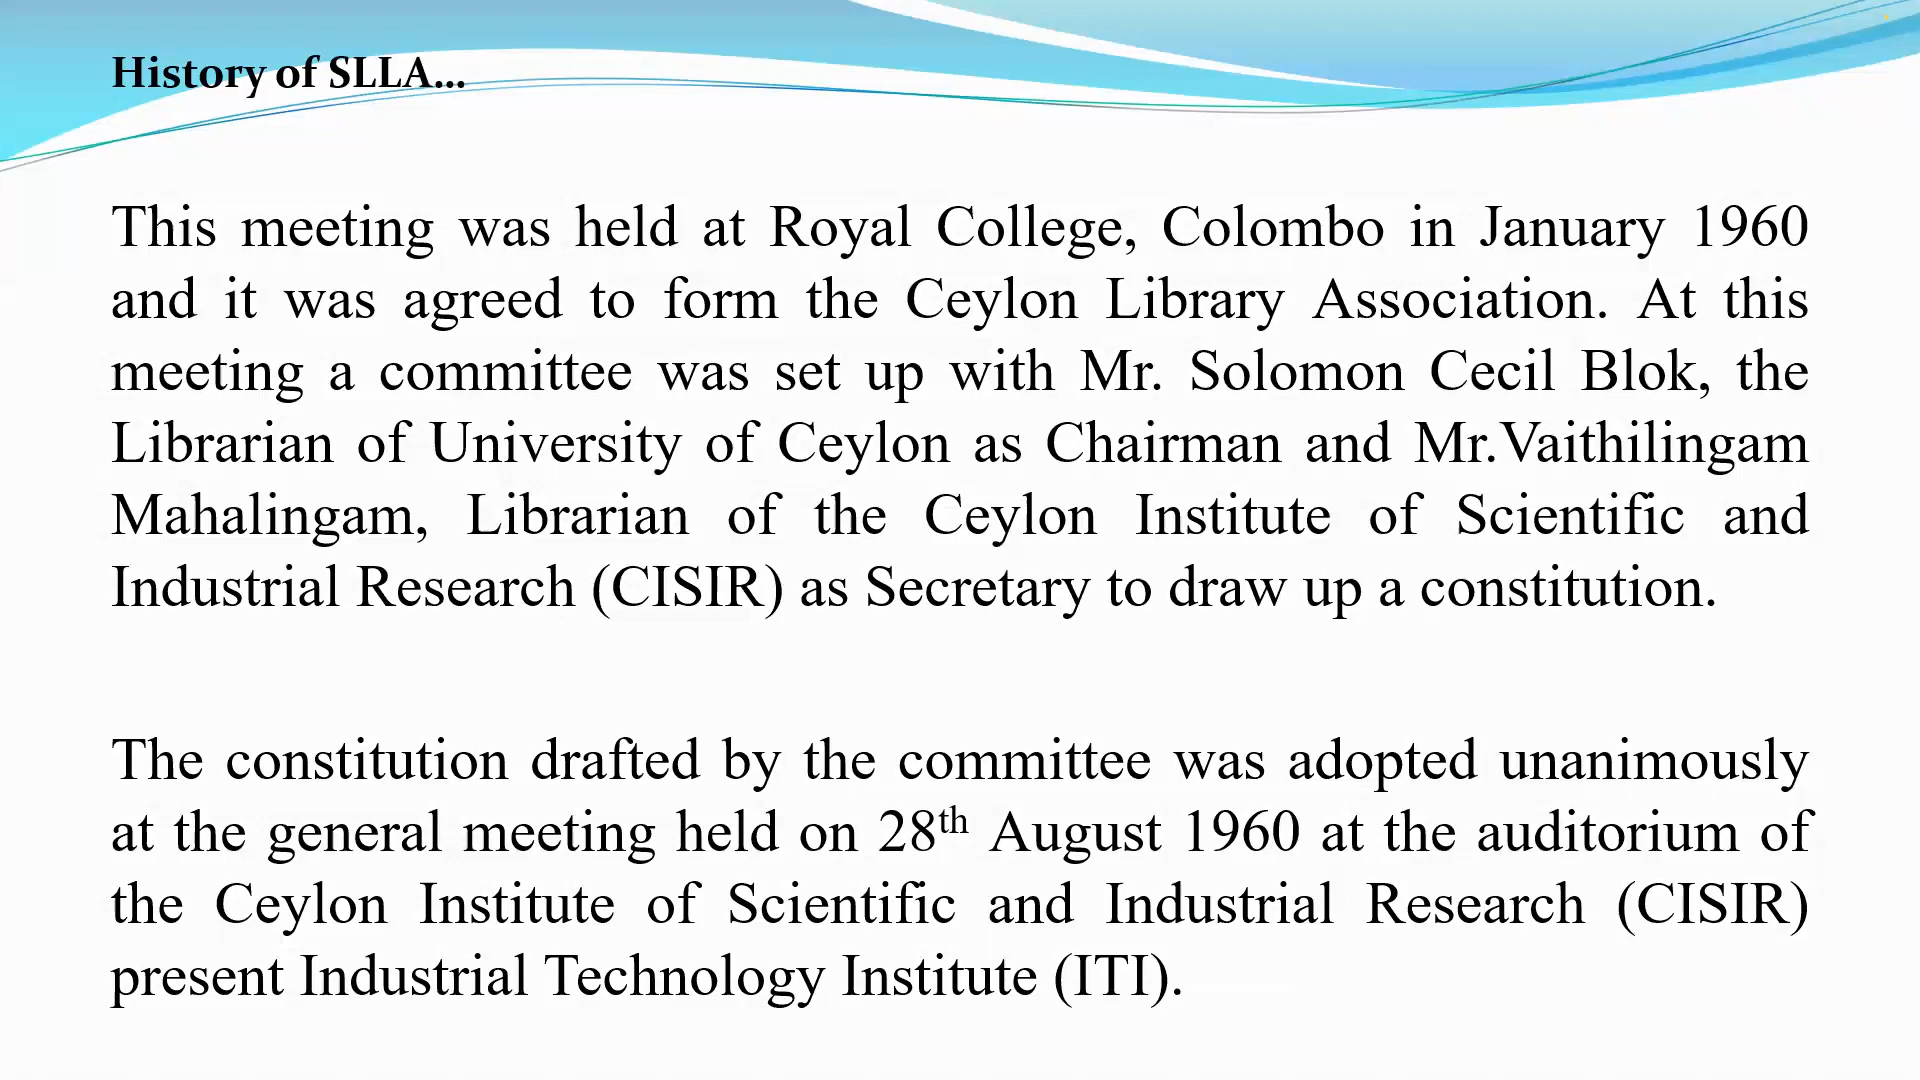 History of SLLA...
This meeting was held at Royal College, Colombo in January 1960
and it was agreed to form the Ceylon Library Association. At this
meeting a committee was set up with Mr. Solomon Cecil Blok, the
Librarian of University of Ceylon as Chairman and Mr.Vaithilingam
Mahalingam, Librarian of the Ceylon Institute of Scientific and
Industrial Research (CISIR) as Secretary to draw up a constitution.
The constitution drafted by the committee was adopted unanimously
at the general meeting held on 28th August 1960 at the auditorium of
the Ceylon Institute of Scientific and Industrial Research (CISIR)
present Industrial Technology Institute (ITI).